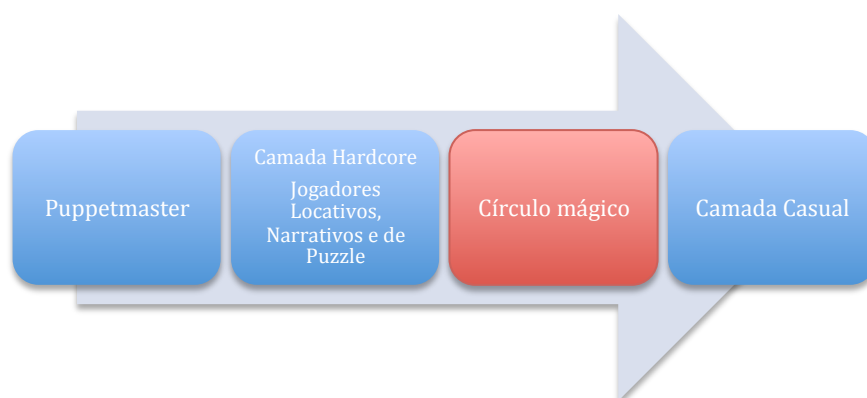 Puppetmaster
Camada Hardcore
Jogadores
Locativos,
Narrativos e de
Puzzle
Círculo mágico
Camada Casual